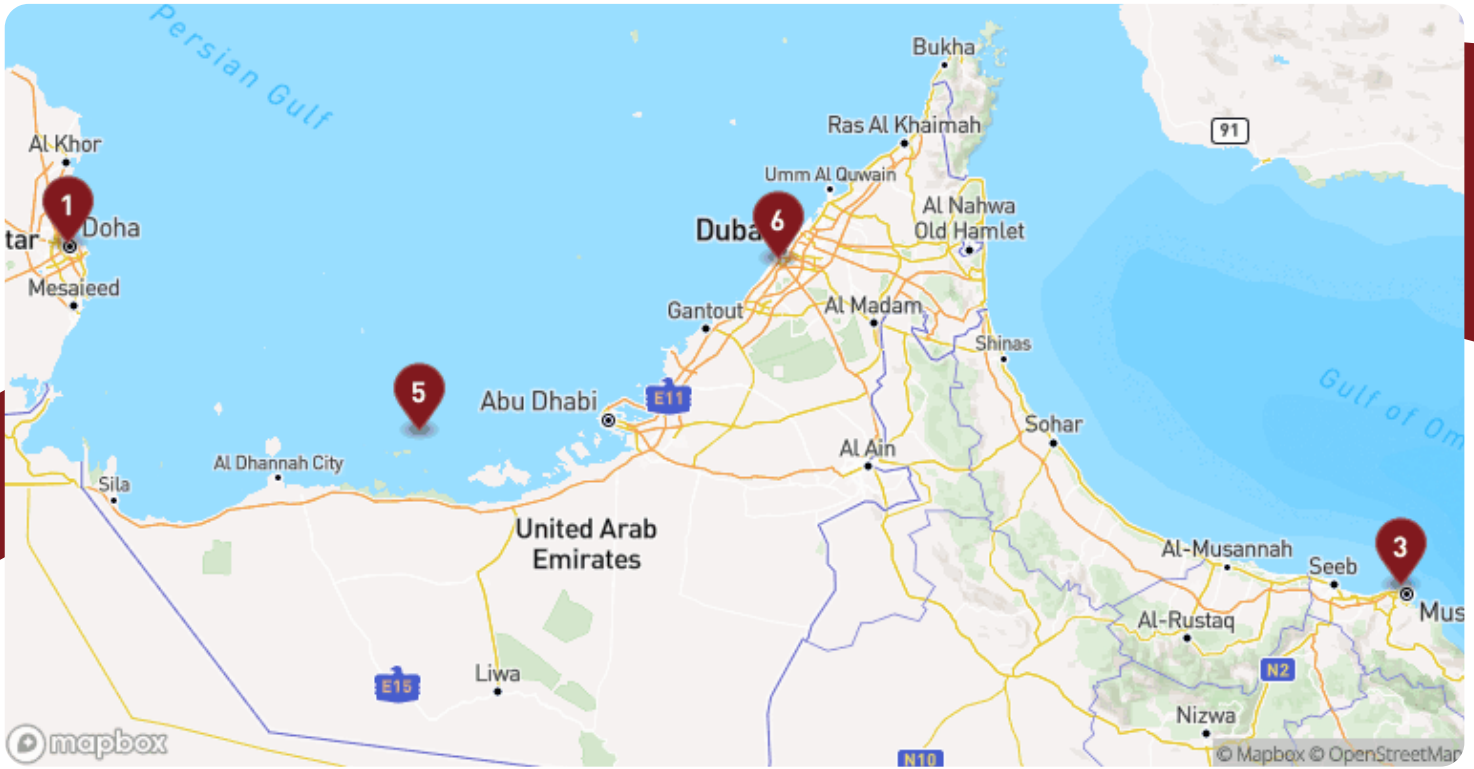 Persian Gulf
Bukha
91
Ras Al Khaimah
Al Khor
Umm Al Quwain
1
Doha
tar
6
Duba
Al Nahwa
Old Hamlet
Mesaieed
Gantout
Al Madam
Shinas
Gulf of Om
5
Abu Dhabi
E11
Sohar
Al Dhannah City
Al Ain
Sila
United Arab
Emirates
3
Al-Musannah
Seeb
Mus
Al-Rustaq
Liwa
E15
N2
Nizwa
mapbox
N10
© Mapbox © OpenStreetMap